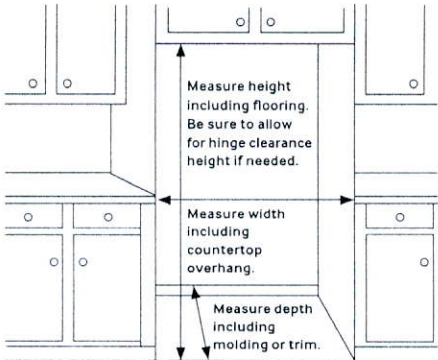 Measure height
including flooring.
Be sure to allow
for hinge clearance
height if needed.
Measure width
including
countertop
overhang.
Measure depth
including
molding or trim.